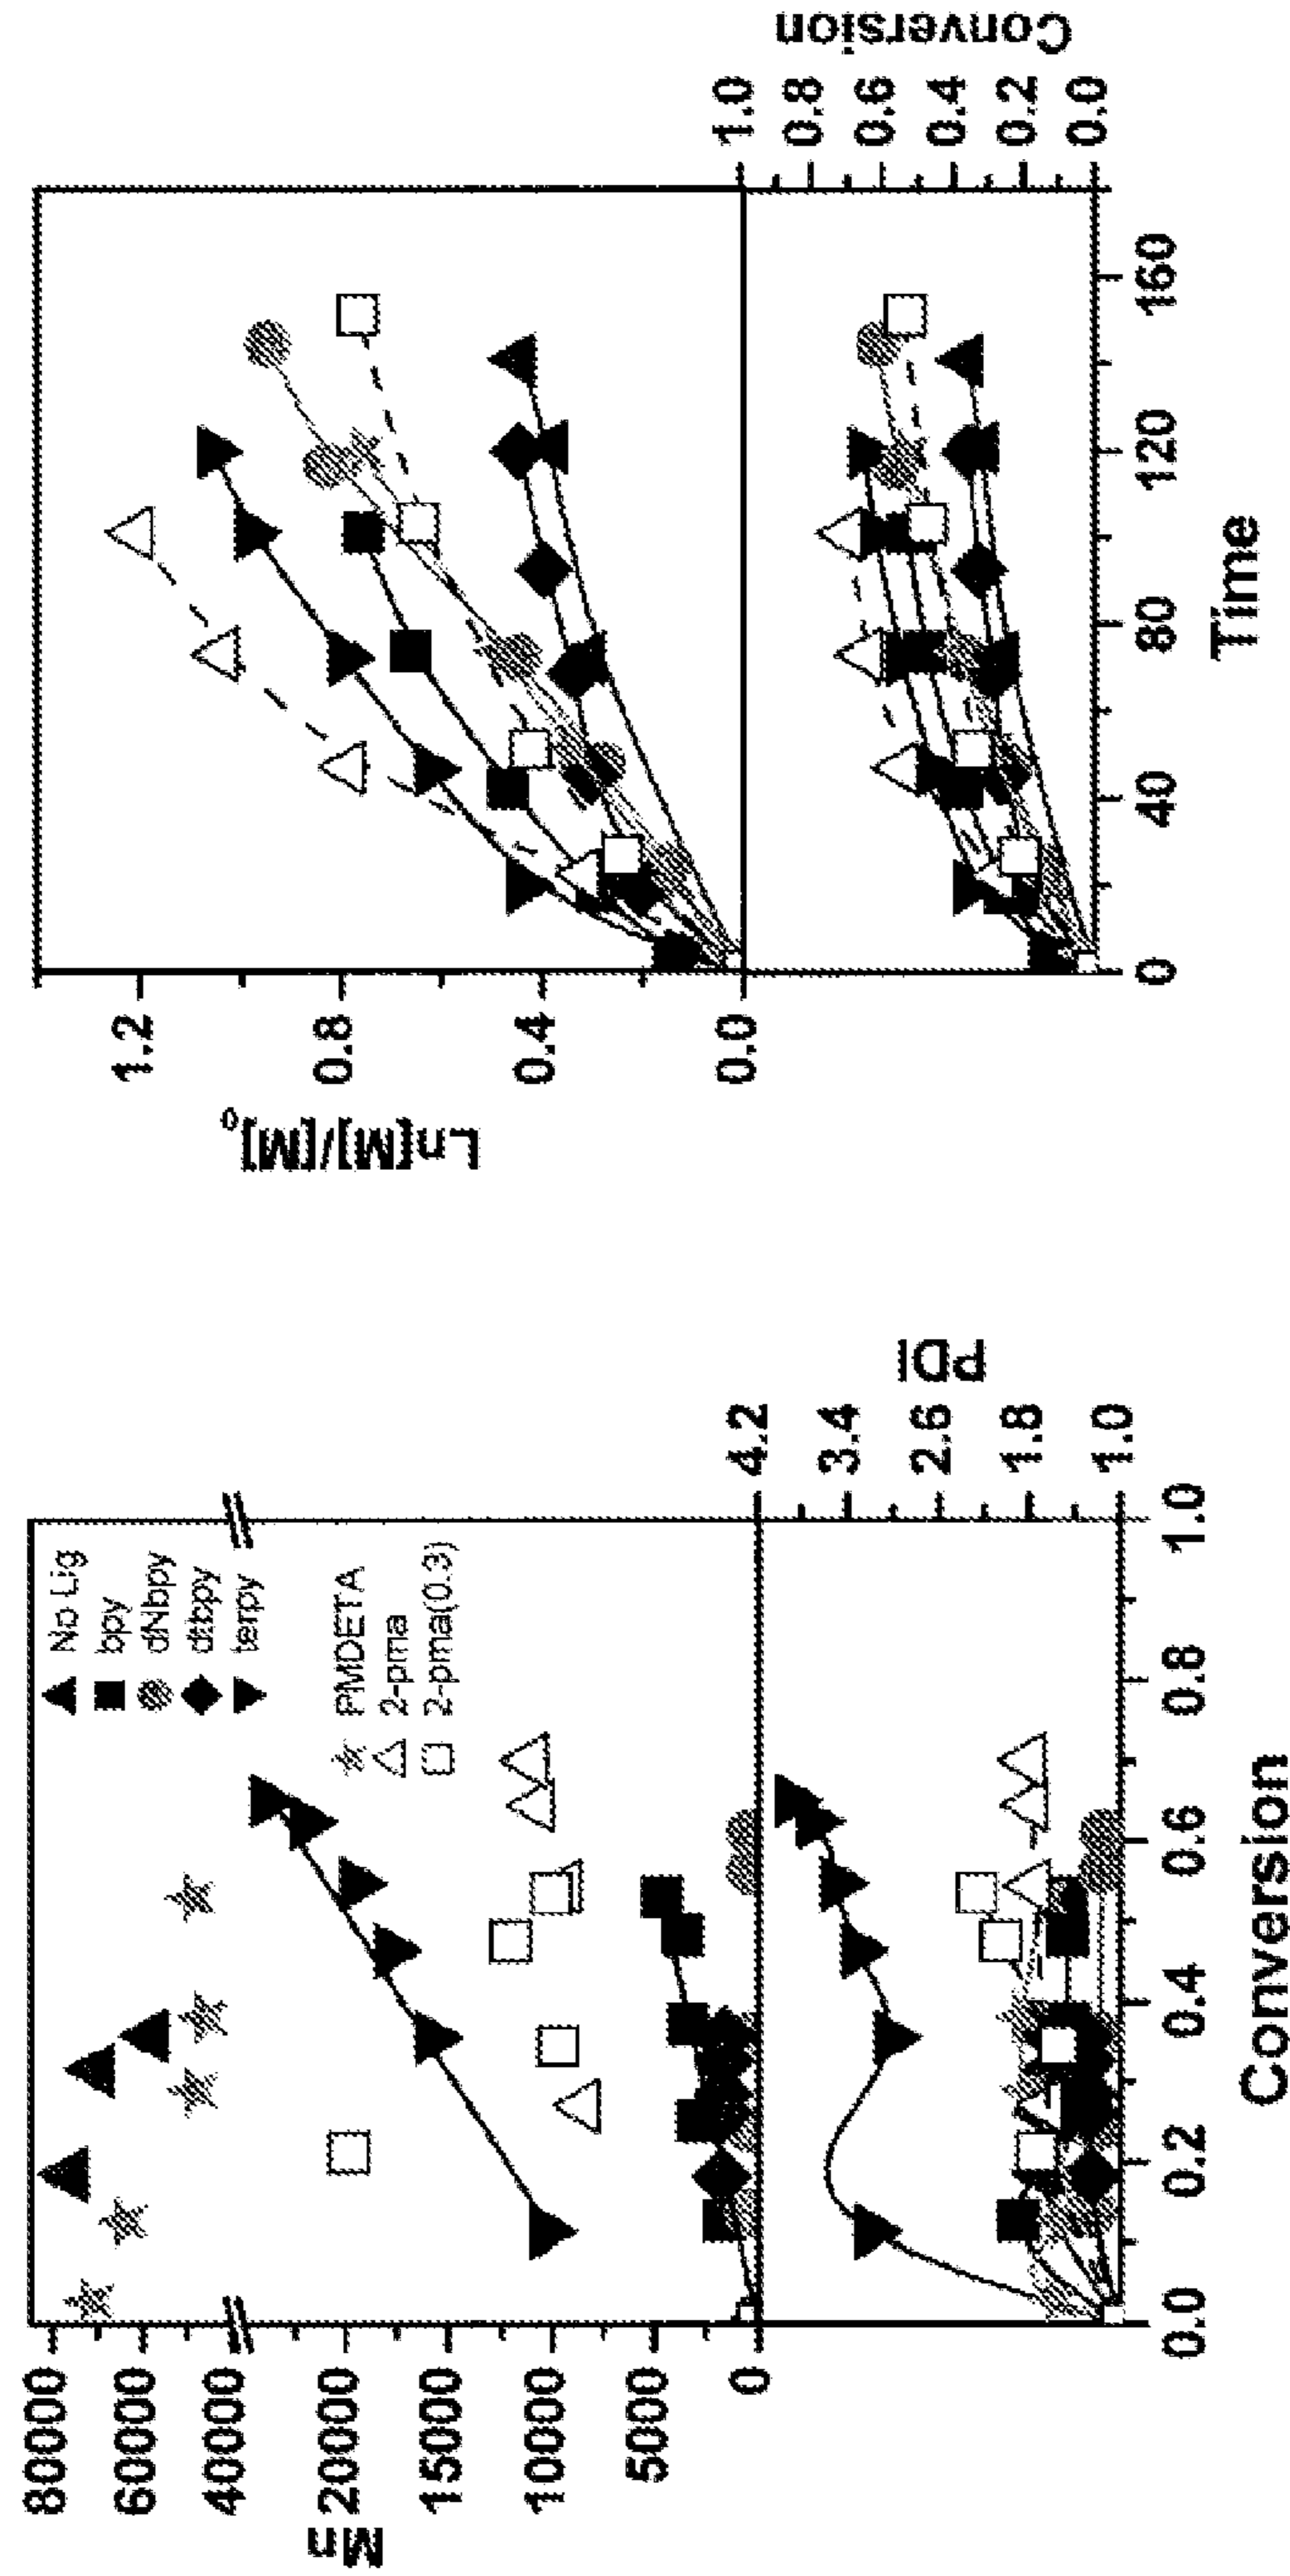 80000
60000
40000
20000
15000
10000
5000
0
Mn
No Lig
bpy
dNbpy
dtbpy
terpy
PMDETA
2-pma
2-pma(0.3)
4.2
3.4
2.6
1.8
1.0
PDI
0.0 0.2 0.4 0.6 0.8 1.0
Conversion
1.2
0.8
0.4
0.0
Ln[M]/[M]₀
1.0
0.8
0.6
0.4
0.2
0.0
Conversion
0 40 80 120 160
Time